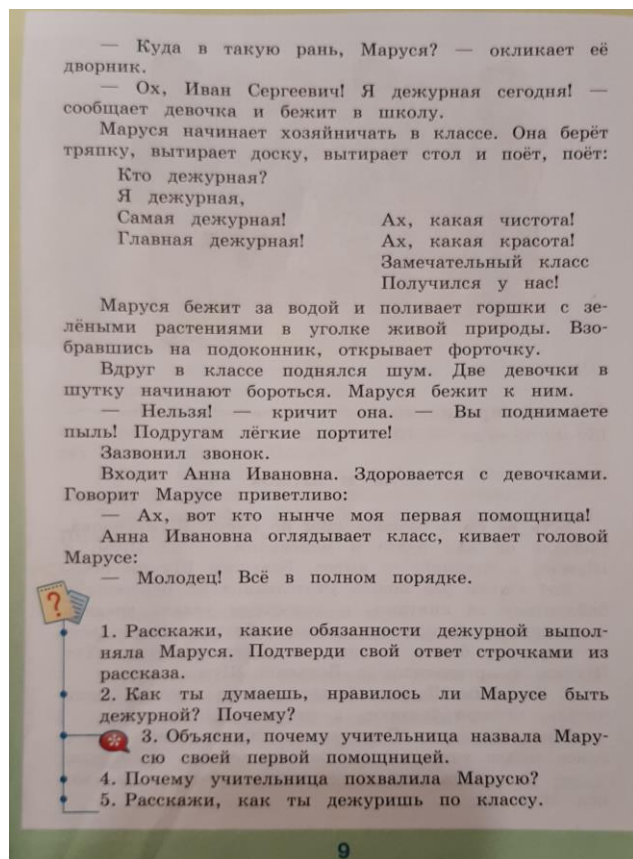 — Куда в такую рань, Маруся? — окликает её
дворник.
— Ох, Иван Сергеевич! Я дежурная сегодня! —
сообщает девочка и бежит в школу.
Маруся начинает хозяйничать в классе. Она берёт
тряпку, вытирает доску, вытирает стол и поёт, поёт:
Кто дежурная?
Я дежурная,
Самая дежурная!
Главная дежурная!
Ах, какая чистота!
Ах, какая красота!
Замечательный класс
Получился у нас!
Маруся бежит за водой и поливает горшки с зе-
лёными растениями в уголке живой природы. Взо-
бравшись на подоконник, открывает форточку.
Вдруг в классе поднялся шум. Две девочки в
шутку начинают бороться. Маруся бежит к ним.
— Нельзя! — кричит она. — Вы поднимаете
пыль! Подругам лёгкие портите!
Зазвонил звонок.
Входит Анна Ивановна. Здоровается с девочками.
Говорит Марусе приветливо:
— Ах, вот кто нынче моя первая помощница!
Анна Ивановна оглядывает класс, кивает головой
Марусе:
— Молодец! Всё в полном порядке.
?
1. Расскажи, какие обязанности дежурной выпол-
няла Маруся. Подтверди свой ответ строчками из
рассказа.
2. Как ты думаешь, нравилось ли Марусе быть
дежурной? Почему?
* 3. Объясни, почему учительница назвала Мару-
сю своей первой помощницей.
4. Почему учительница похвалила Марусю?
5. Расскажи, как ты дежуришь по классу.
9